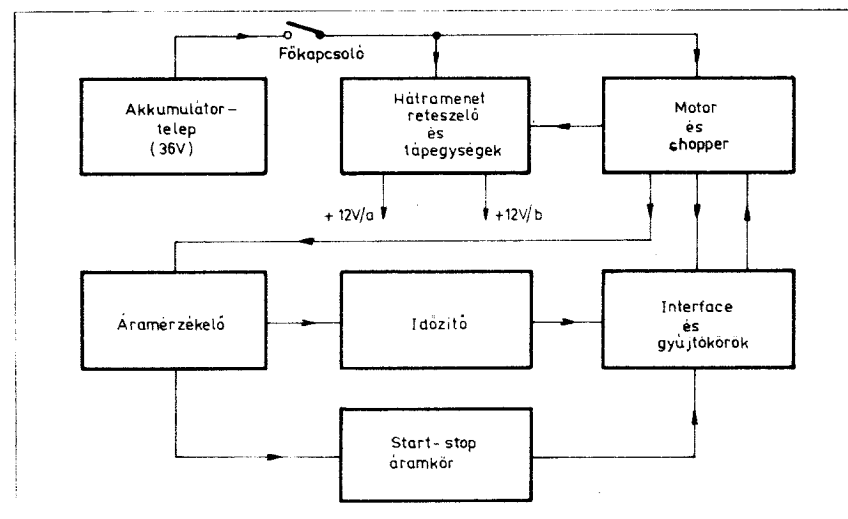 Főkapcsoló
Akkumulátor-
telep
(36V)
Hátramenet
reteszelő
és
tápegységek
Motor
és
chopper
+ 12V/a
+12V/b
Áramérzékelő
Időzítő
Interface
és
gyújtókörök
Start-stop
áramkör